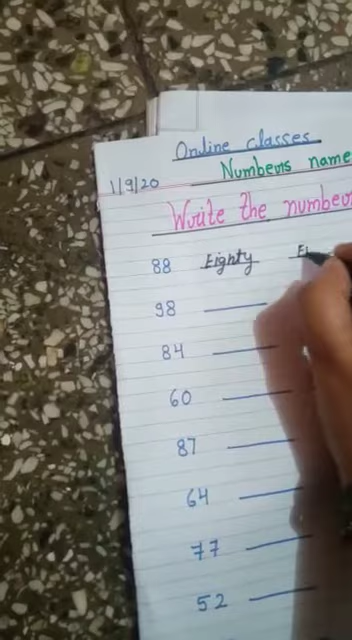 Online classes
1/9/20 Numbers name
Write the number
88 Eighty Ei
98
84
60
87
64
77
52